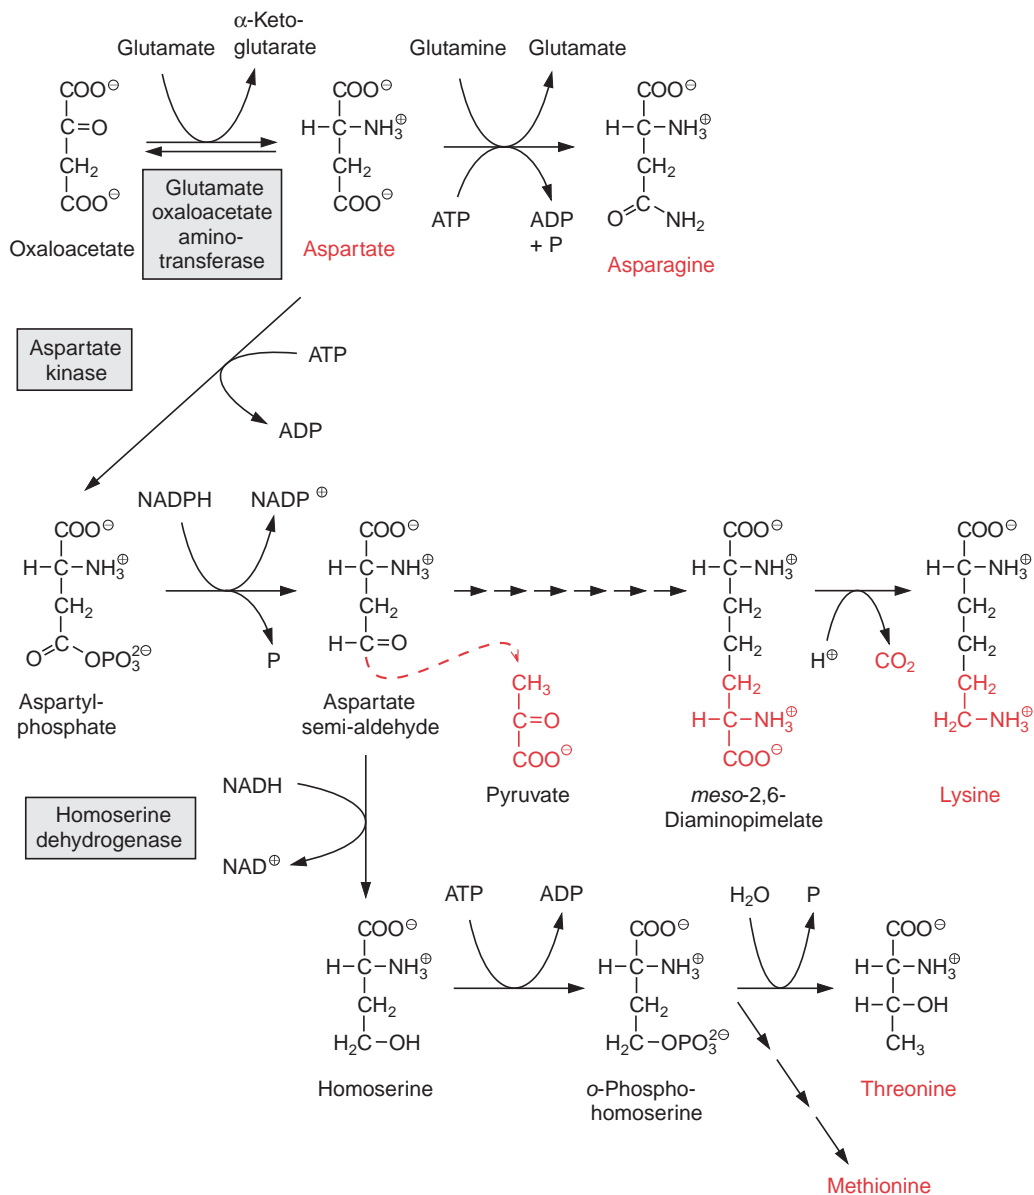 α-Keto-
glutarate
Glutamate
Glutamine
Glutamate
COO⊖
C=O
CH2
COO⊖
Oxaloacetate
Glutamate
oxaloacetate
amino-
transferase
COO⊖
H–C–NH3⊕
CH2
COO⊖
Aspartate
ATP
ADP
+ P
COO⊖
H–C–NH3⊕
CH2
C
O
NH2
Asparagine
Aspartate
kinase
ATP
ADP
NADPH
NADP⊕
P
COO⊖
H–C–NH3⊕
CH2
C
O
OPO3 2⊖
Aspartyl-
phosphate
COO⊖
H–C–NH3⊕
CH2
H–C=O
Aspartate
semi-aldehyde
CH3
C=O
COO⊖
Pyruvate
COO⊖
H–C–NH3⊕
CH2
CH2
CH2
H–C–NH3⊕
COO⊖
meso-2,6-
Diaminopimelate
H⊕
CO2
COO⊖
H–C–NH3⊕
CH2
CH2
CH2
H2C–NH3⊕
Lysine
Homoserine
dehydrogenase
NADH
NAD⊕
COO⊖
H–C–NH3⊕
CH2
H2C–OH
Homoserine
ATP
ADP
COO⊖
H–C–NH3⊕
CH2
H2C–OPO3 2⊖
o-Phospho-
homoserine
H2O
P
COO⊖
H–C–NH3⊕
H–C–OH
CH3
Threonine
Methionine